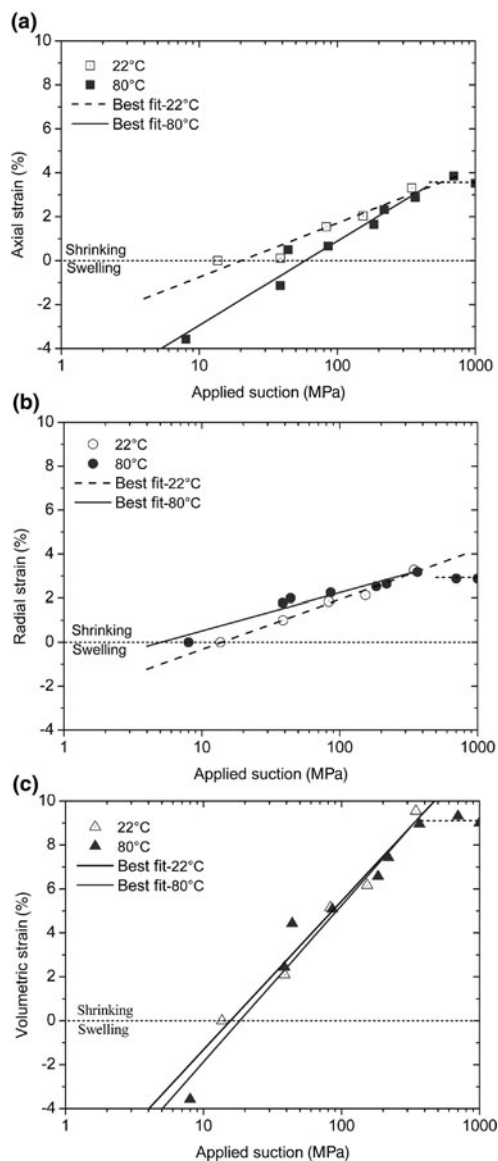 (a)
10
8
6
4
2
0
-2
-4
Axial strain (%)
22°C
80°C
Best fit-22°C
Best fit-80°C
Shrinking
Swelling
1
10
100
1000
Applied suction (MPa)
(b)
10
8
6
4
2
0
-2
-4
Radial strain (%)
22°C
80°C
Best fit-22°C
Best fit-80°C
Shrinking
Swelling
1
10
100
1000
Applied suction (MPa)
(c)
10
8
6
4
2
0
-2
-4
Volumetric strain (%)
22°C
80°C
Best fit-22°C
Best fit-80°C
Shrinking
Swelling
1
10
100
1000
Applied suction (MPa)